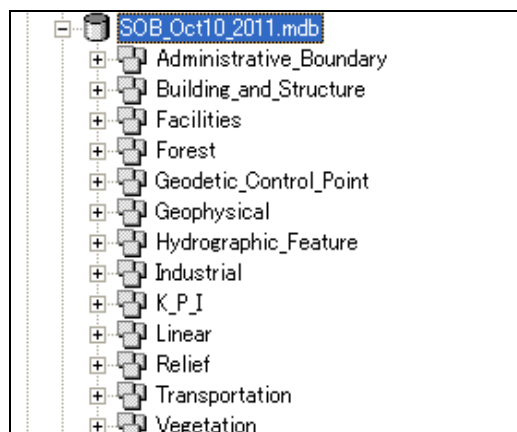 SOB_Oct10_2011.mdb
Administrative_Boundary
Building_and_Structure
Facilities
Forest
Geodetic_Control_Point
Geophysical
Hydrographic_Feature
Industrial
K_P_I
Linear
Relief
Transportation
Vegetation